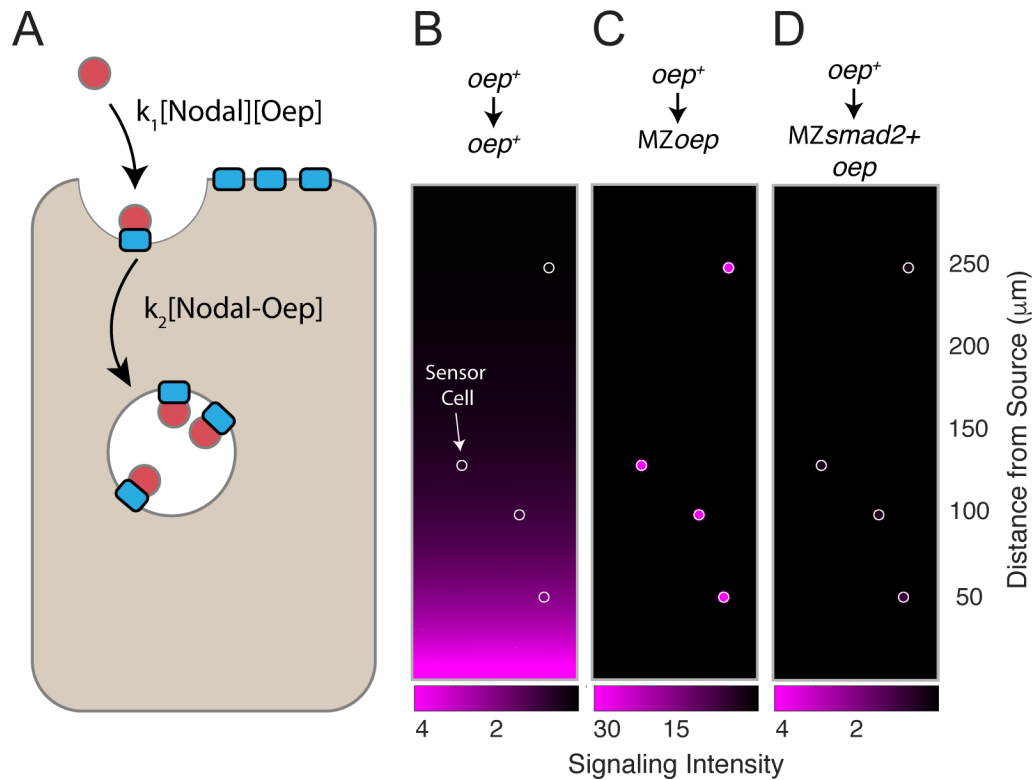 A
B
C
D
k₁[Nodal][Oep]
k₂[Nodal-Oep]
oep⁺
oep⁺
oep⁺
MZoep
oep⁺
MZsmad2+
oep
Sensor
Cell
250
200
150
100
50
Distance from Source (μm)
4 2
30 15
4 2
Signaling Intensity